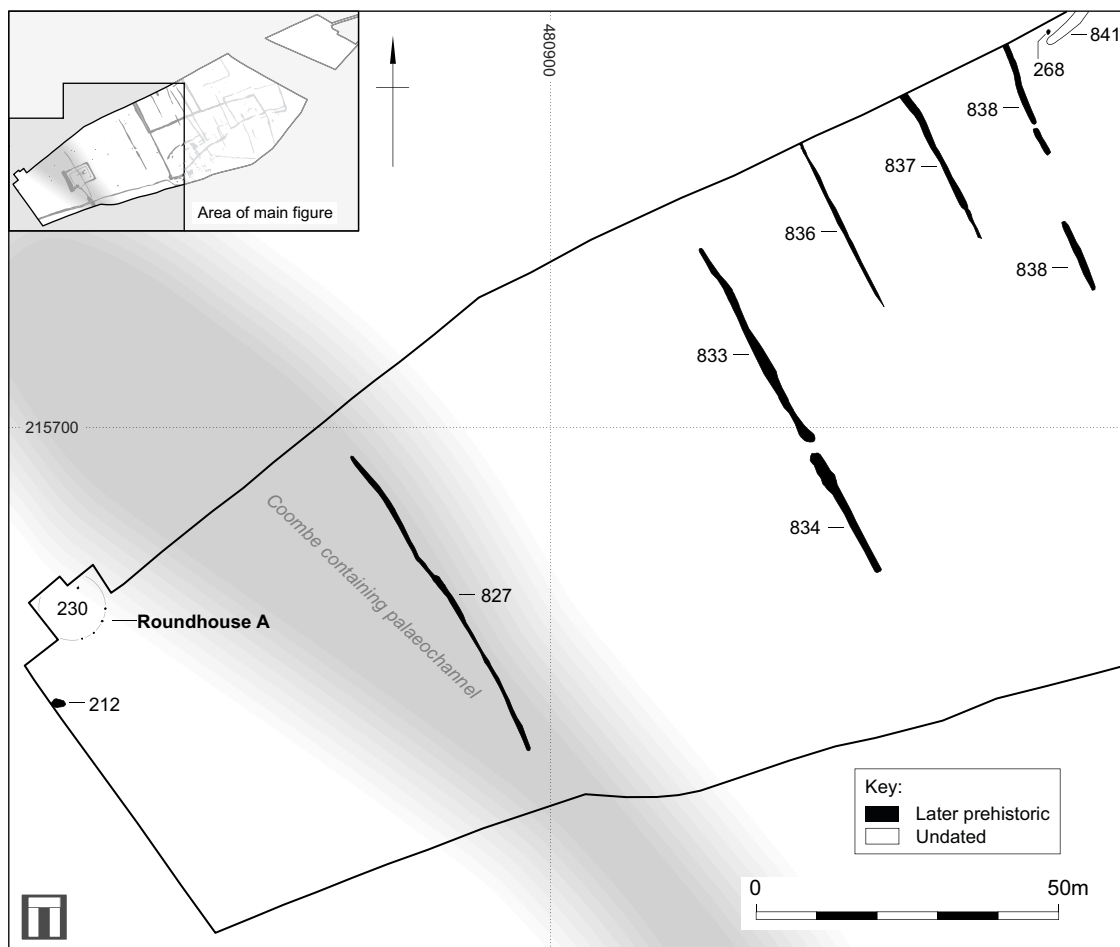 Area of main figure
480900
841
268
838
837
836
838
833
215700
834
Coombe containing palaeochannel
827
230
Roundhouse A
212
Key:
Later prehistoric
Undated
0
50m